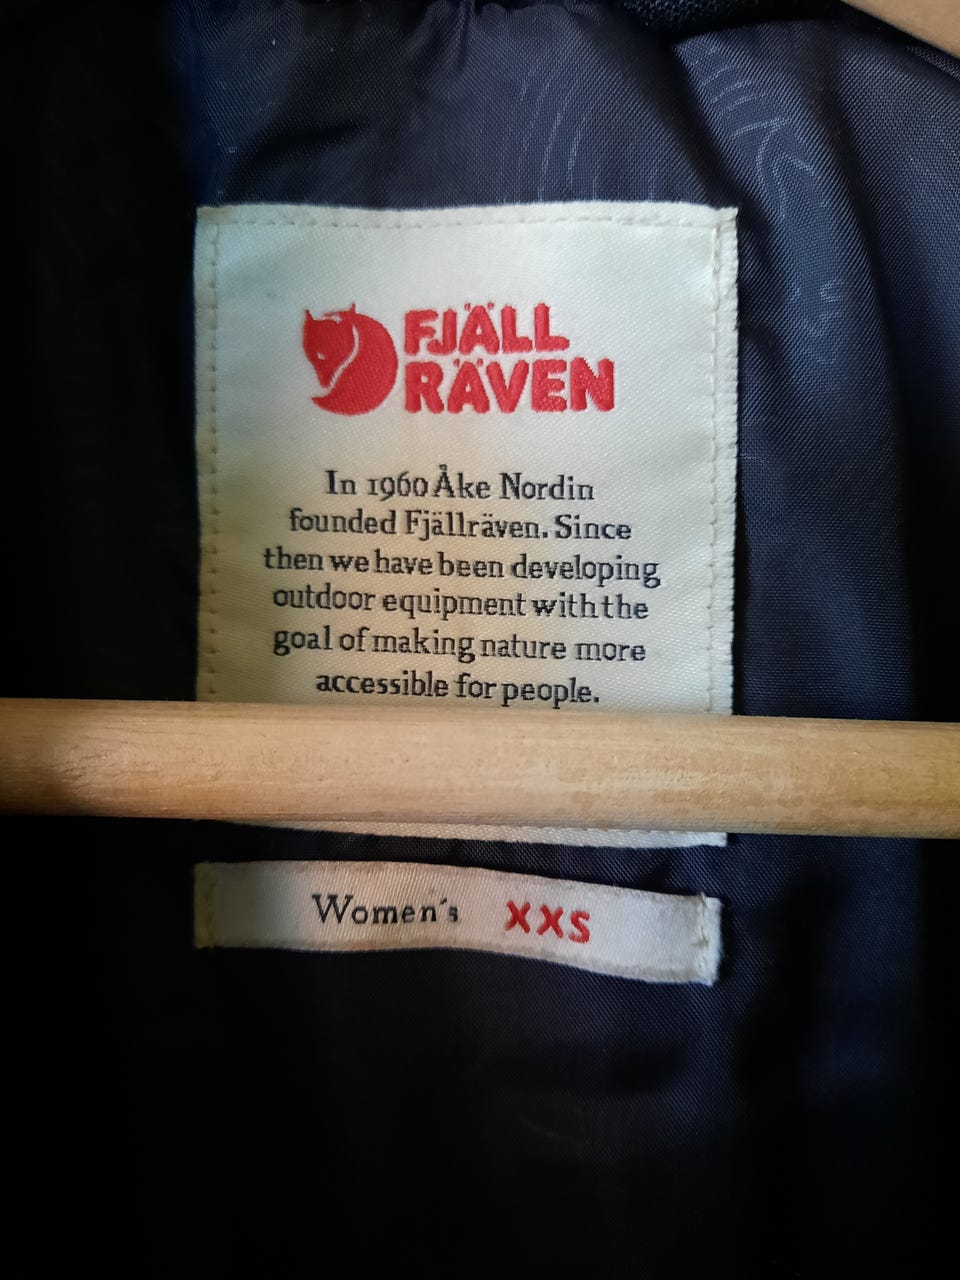 FJÄLL
RÄVEN
In 1960 Åke Nordin
founded Fjällräven. Since
then we have been developing
outdoor equipment with the
goal of making nature more
accessible for people.
Women's XXS